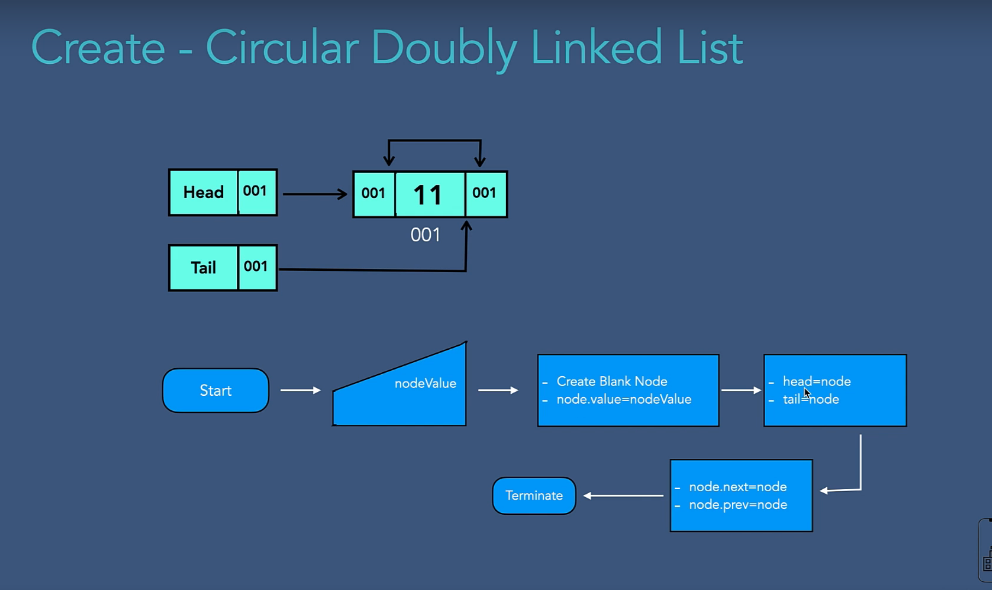 Create - Circular Doubly Linked List
Head 001
001 11 001
001
Tail 001
Start
nodeValue
- Create Blank Node
- node.value=nodeValue
- head=node
- tail=node
- node.next=node
- node.prev=node
Terminate